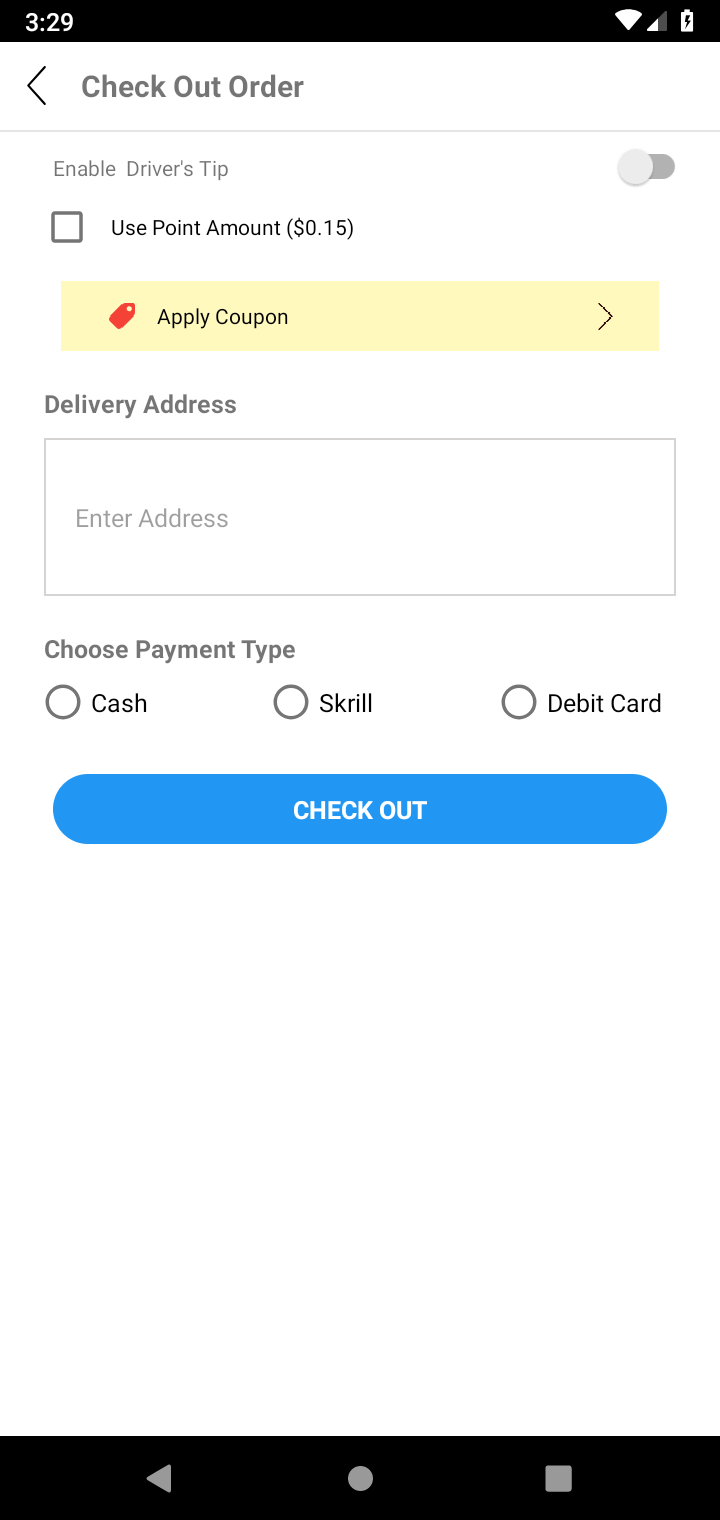 3:29
Check Out Order
Enable Driver's Tip
Use Point Amount ($0.15)
Apply Coupon
Delivery Address
Enter Address
Choose Payment Type
Cash Skrill Debit Card
CHECK OUT